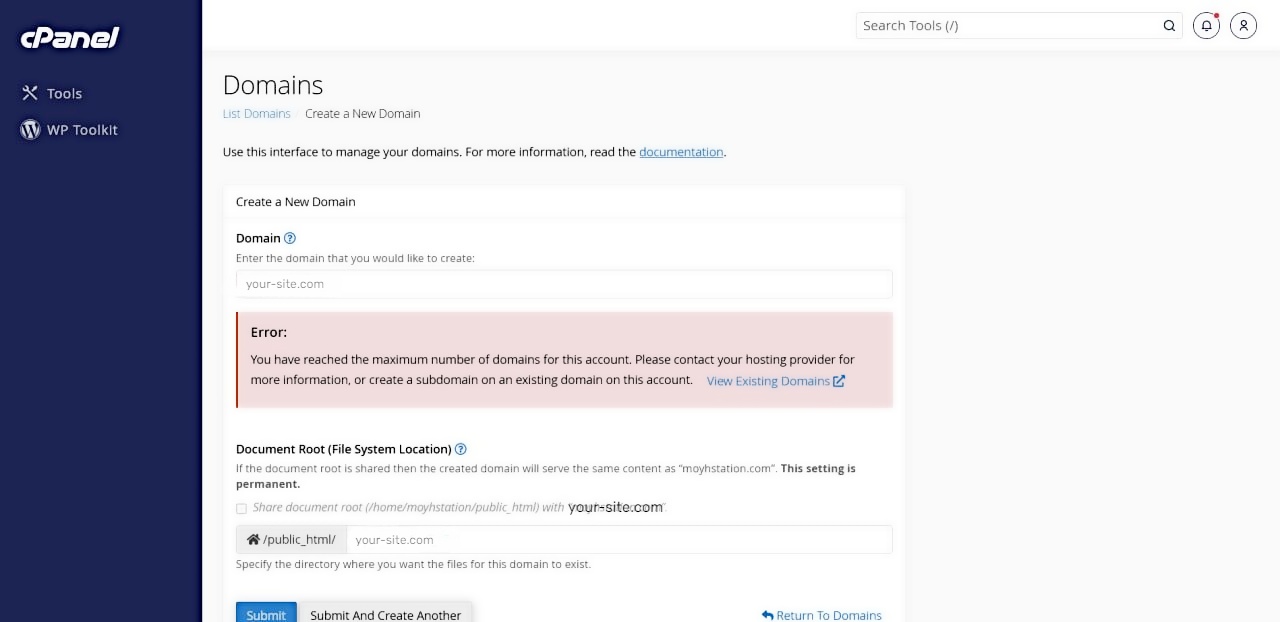 cPanel
Search Tools (/)
Tools
WP Toolkit
Domains
List Domains Create a New Domain
Use this interface to manage your domains. For more information, read the documentation.
Create a New Domain
Domain
Enter the domain that you would like to create:
your-site.com
Error:
You have reached the maximum number of domains for this account. Please contact your hosting provider for
more information, or create a subdomain on an existing domain on this account. View Existing Domains
Document Root (File System Location)
If the document root is shared then the created domain will serve the same content as “moyhstation.com”. This setting is
permanent.
Share document root (/home/moyhstation/public_html) with your-site.com
/public_html/ your-site.com
Specify the directory where you want the files for this domain to exist.
Submit Submit And Create Another Return To Domains